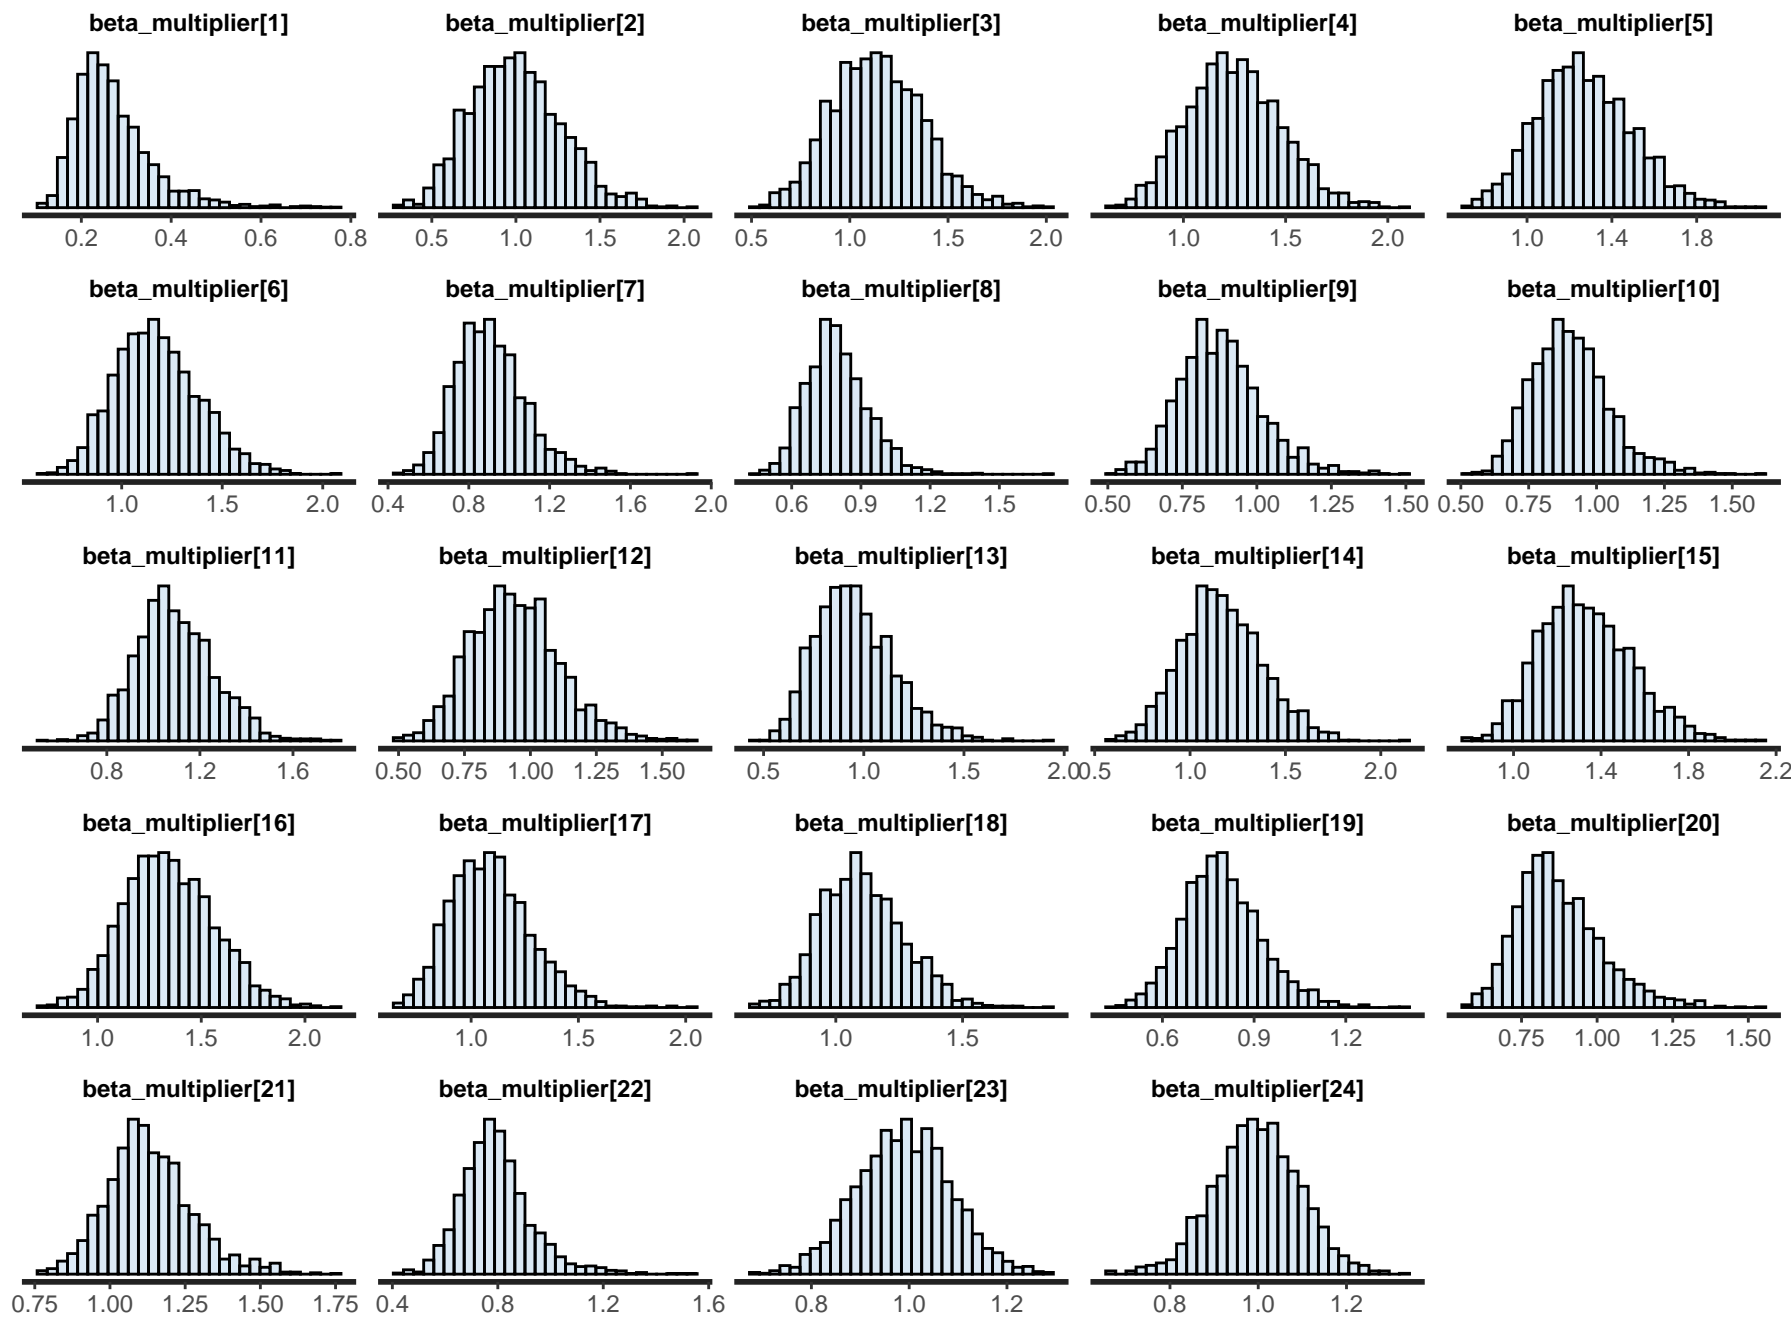 beta_multiplier[1] beta_multiplier[2] beta_multiplier[3] beta_multiplier[4] beta_multiplier[5]
0.2 0.4 0.6 0.8 0.5 1.0 1.5 2.0 0.5 1.0 1.5 2.0 1.0 1.5 2.0 1.0 1.4 1.8
beta_multiplier[6] beta_multiplier[7] beta_multiplier[8] beta_multiplier[9] beta_multiplier[10]
1.0 1.5 2.0 0.4 0.8 1.2 1.6 2.0 0.6 0.9 1.2 1.5 0.50 0.75 1.00 1.25 1.50 0.50 0.75 1.00 1.25 1.50
beta_multiplier[11] beta_multiplier[12] beta_multiplier[13] beta_multiplier[14] beta_multiplier[15]
0.8 1.2 1.6 0.50 0.75 1.00 1.25 1.50 0.5 1.0 1.5 2.0 0.5 1.0 1.5 2.0 1.0 1.4 1.8 2.2
beta_multiplier[16] beta_multiplier[17] beta_multiplier[18] beta_multiplier[19] beta_multiplier[20]
1.0 1.5 2.0 1.0 1.5 2.0 1.0 1.5 0.6 0.9 1.2 0.75 1.00 1.25 1.50
beta_multiplier[21] beta_multiplier[22] beta_multiplier[23] beta_multiplier[24]
0.75 1.00 1.25 1.50 1.75 0.4 0.8 1.2 1.6 0.8 1.0 1.2 0.8 1.0 1.2